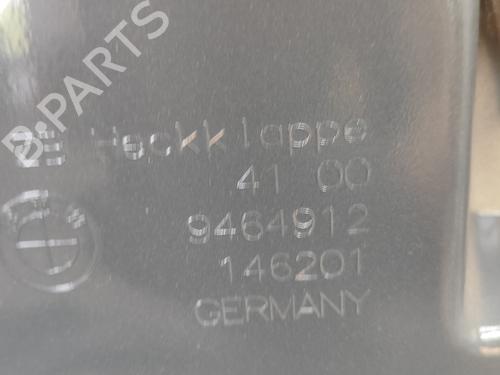 Heckklappe
41 00
9464912
146201
GERMANY
B-PARTS